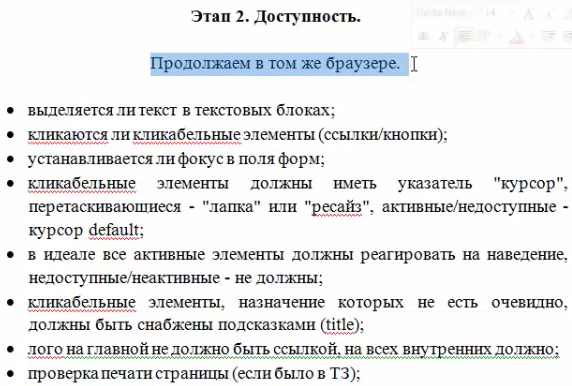 Этап 2. Доступность.
Продолжаем в том же браузере.
• выделяется ли текст в текстовых блоках;
• кликаются ли кликабельные элементы (ссылки/кнопки);
• устанавливается ли фокус в поля форм;
• кликабельные элементы должны иметь указатель "курсор",
перетаскивающиеся - "лапка" или "ресайз", активные/недоступные -
курсор default;
• в идеале все активные элементы должны реагировать на наведение,
недоступные/неактивные - не должны;
• кликабельные элементы, назначение которых не есть очевидно,
должны быть снабжены подсказками (title);
• лого на главной не должно быть ссылкой, на всех внутренних должно;
• проверка печати страницы (если было в ТЗ);